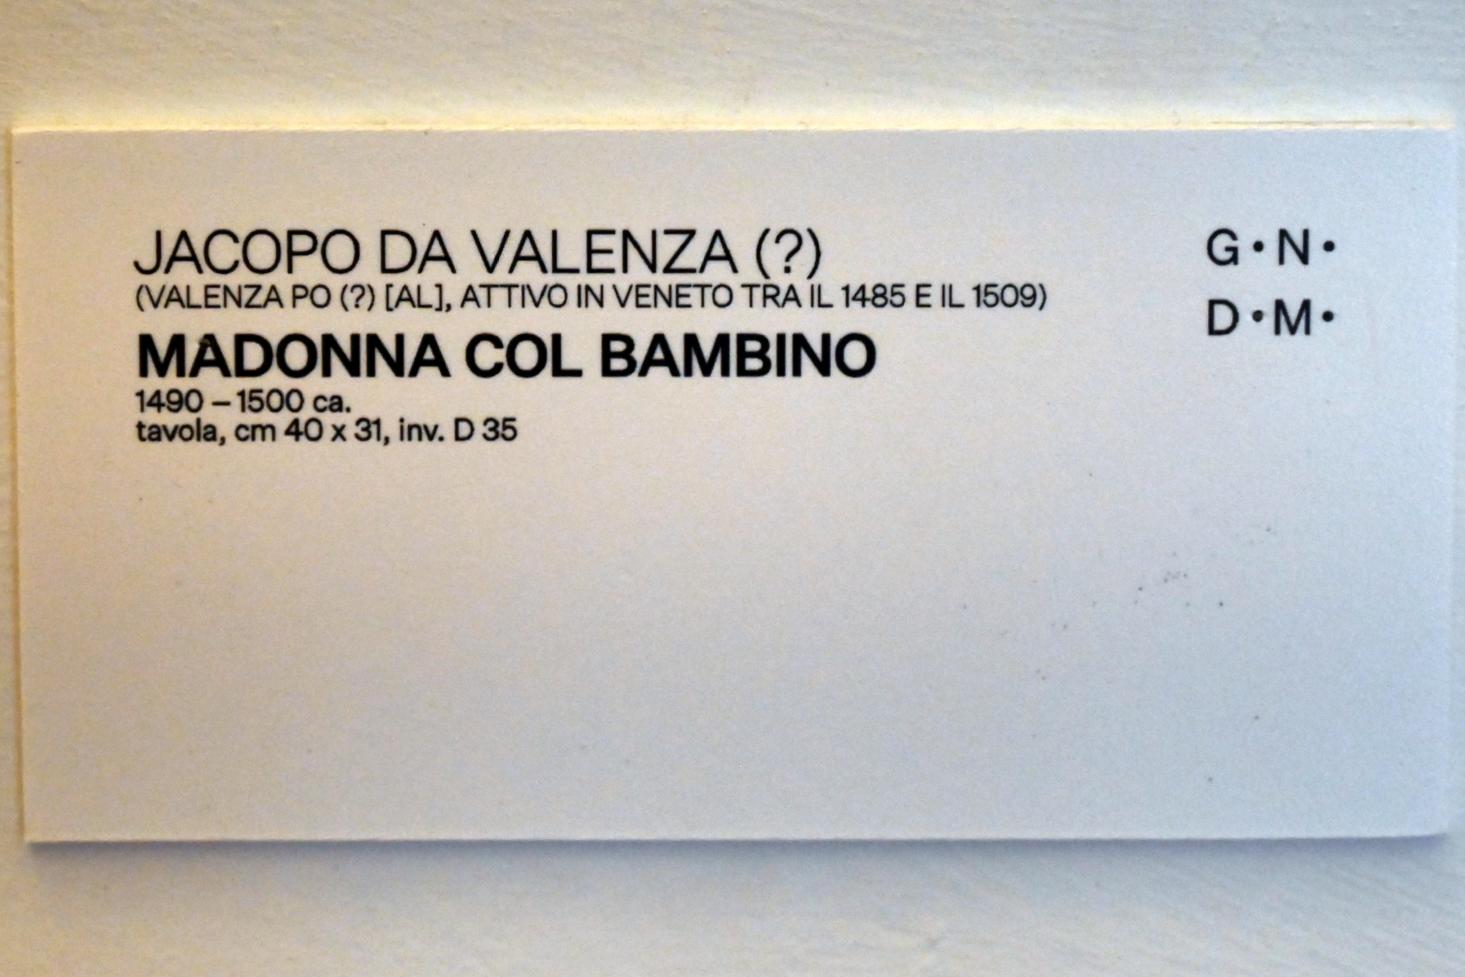 JACOPO DA VALENZA (?)
(VALENZA PO (?) [AL], ATTIVO IN VENETO TRA IL 1485 E IL 1509)
MADONNA COL BAMBINO
1490 – 1500 ca.
tavola, cm 40 x 31, inv. D 35
G•N•
D•M•